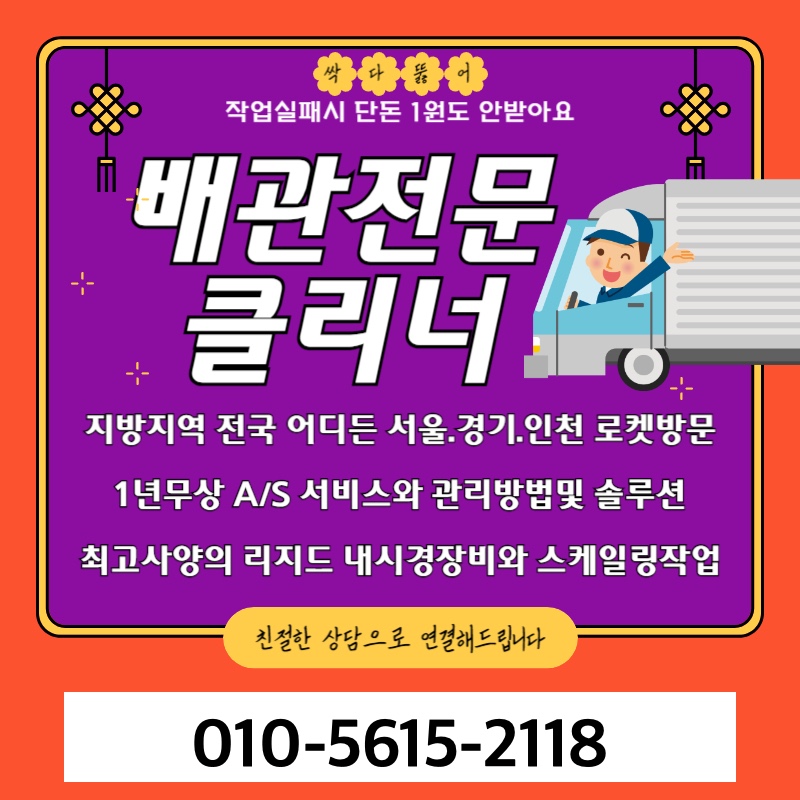 싹 다 뚫 어
작업실패시 단돈 1원도 안받아요
배관전문
클리너
지방지역 전국 어디든 서울.경기.인천 로켓방문
1년무상 A/S 서비스와 관리방법및 솔루션
최고사양의 리지드 내시경장비와 스케일링작업
친절한 상담으로 연결해드립니다
010-5615-2118